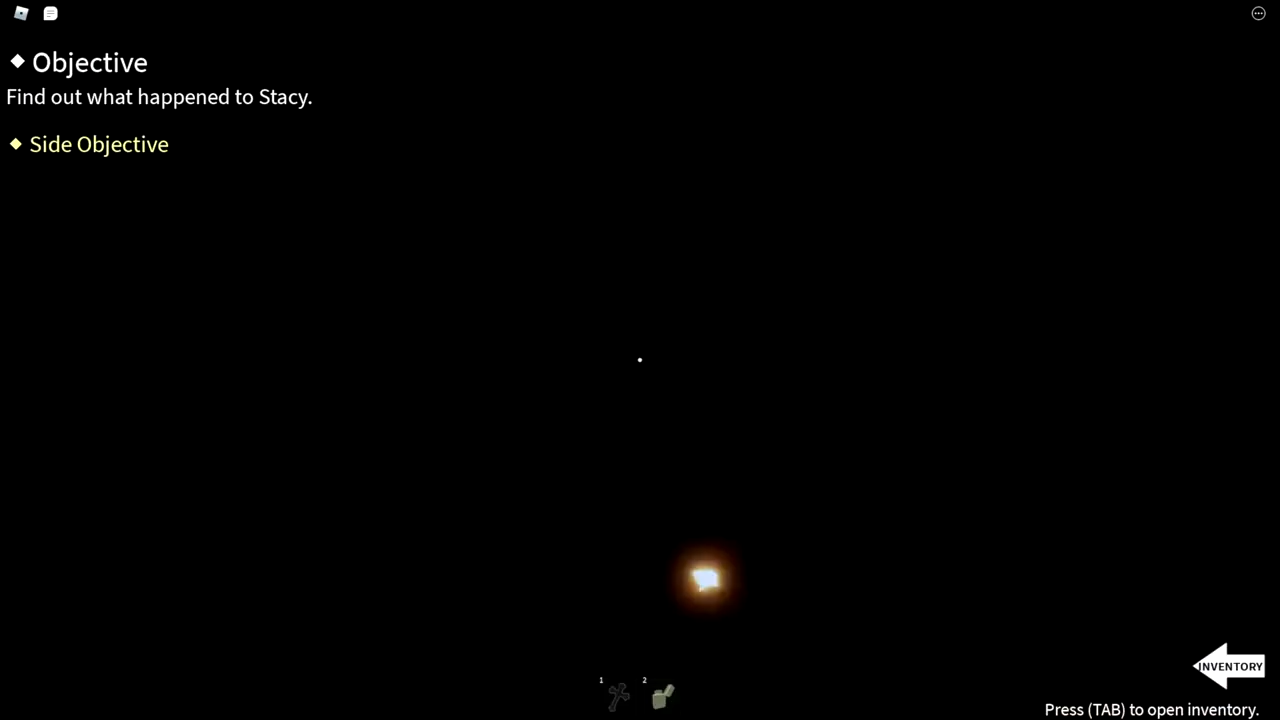 Objective
Find out what happened to Stacy.
Side Objective
1 2
INVENTORY
Press (TAB) to open inventory.